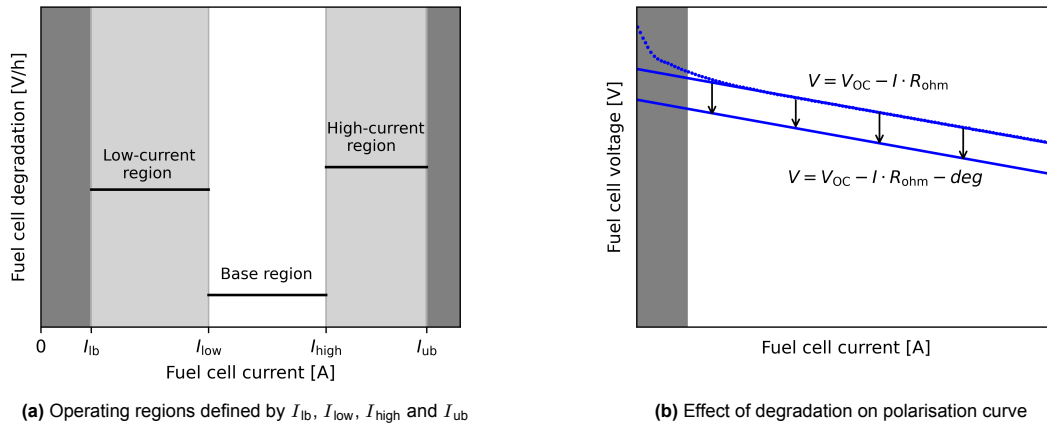 Fuel cell degradation [V/h]
Low-current
region
High-current
region
Base region
0
I_lb
I_low
I_high
I_ub
Fuel cell current [A]
(a) Operating regions defined by I_lb, I_low, I_high and I_ub
Fuel cell voltage [V]
V = V_OC − I · R_ohm
V = V_OC − I · R_ohm − deg
Fuel cell current [A]
(b) Effect of degradation on polarisation curve